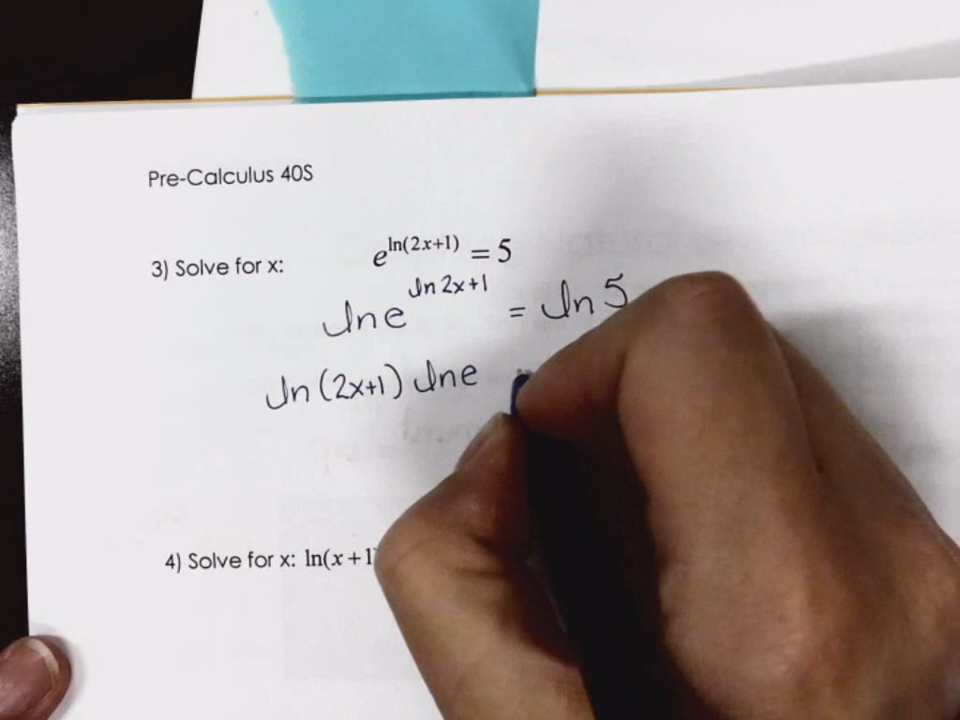 Pre-Calculus 40S
3) Solve for x: e^{ln(2x+1)} = 5
ln e^{ln 2x+1} = ln 5
ln (2x+1) ln e
4) Solve for x: ln(x+1